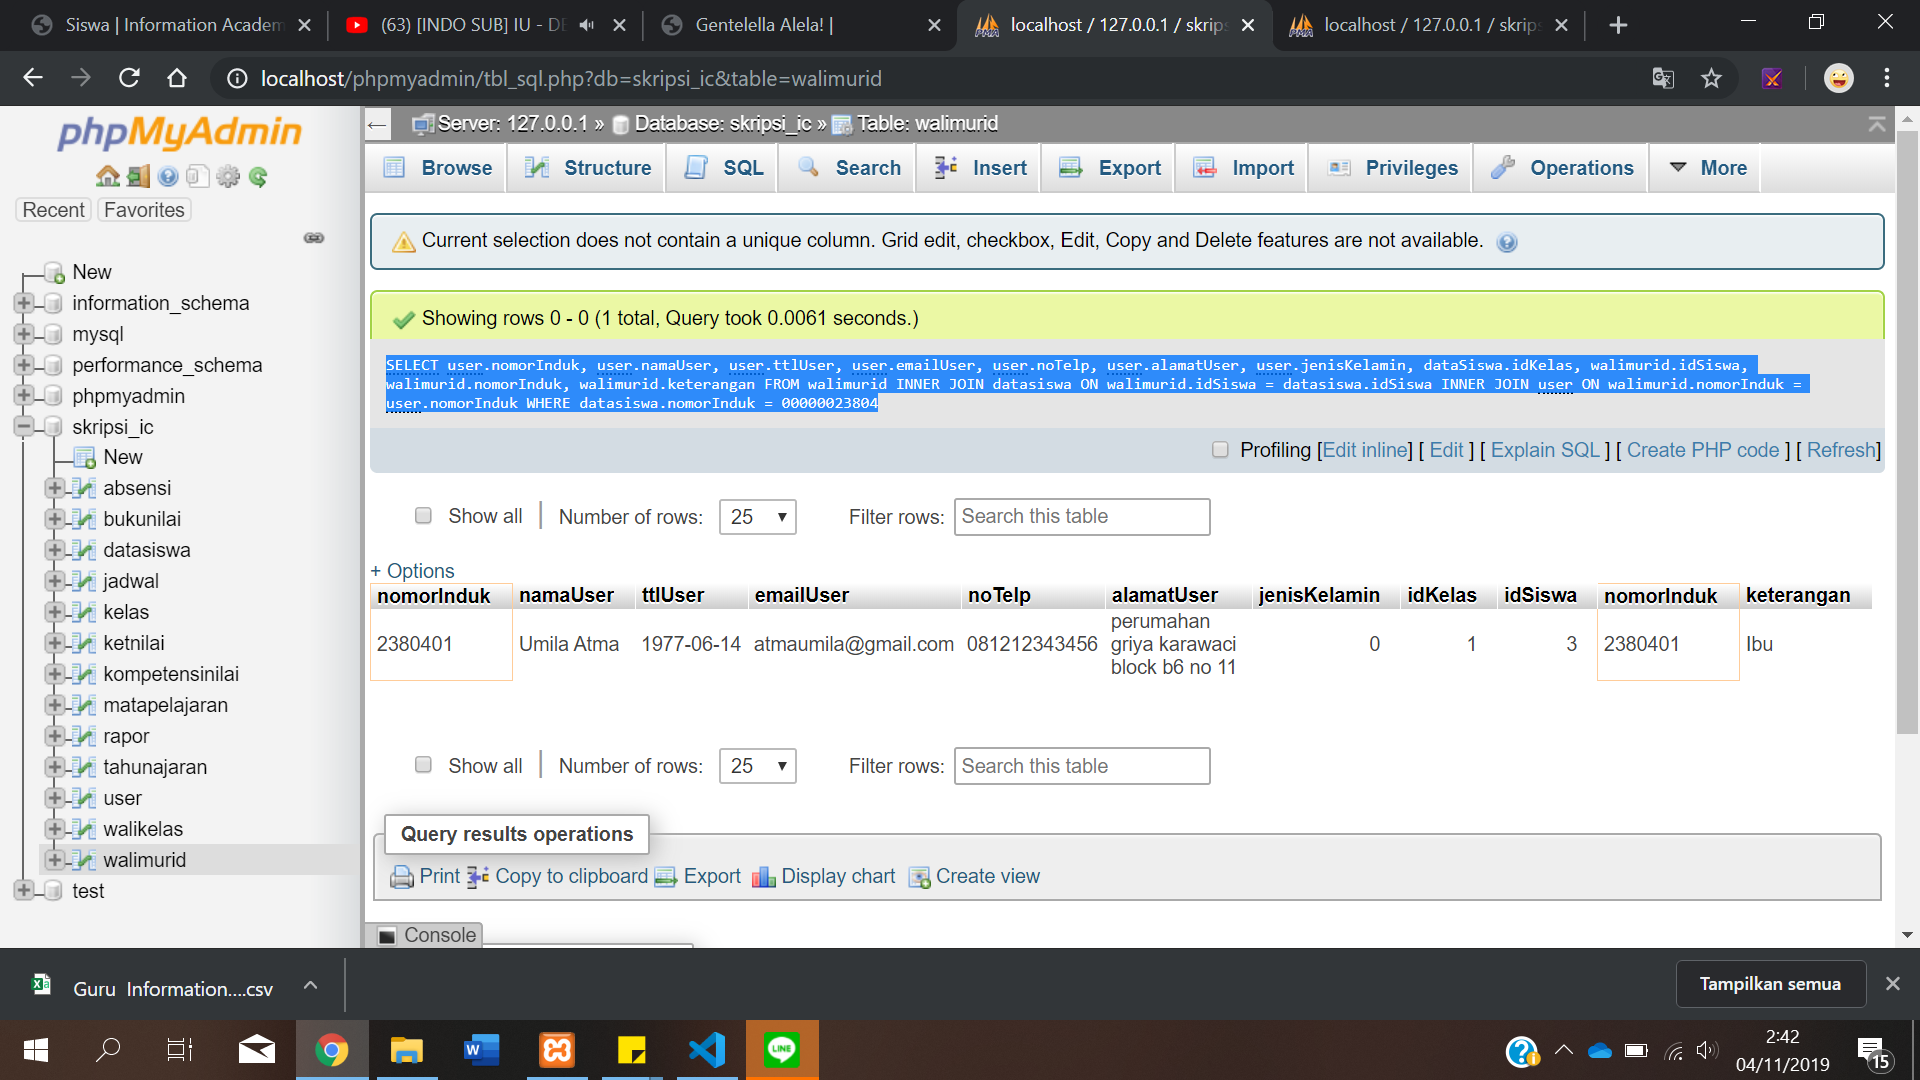 Siswa | Information Academ
(63) [INDO SUB] IU - DE
Gentelella Alela! |
localhost / 127.0.0.1 / skrips
localhost / 127.0.0.1 / skrips
localhost/phpmyadmin/tbl_sql.php?db=skripsi_ic&table=walimurid
phpMyAdmin
Recent Favorites
New
information_schema
mysql
performance_schema
phpmyadmin
skripsi_ic
New
absensi
bukunilai
datasiswa
jadwal
kelas
ketnilai
kompetensinilai
matapelajaran
rapor
tahunajaran
user
walikelas
walimurid
test
Server: 127.0.0.1 » Database: skripsi_ic » Table: walimurid
Browse Structure SQL Search Insert Export Import Privileges Operations More
Current selection does not contain a unique column. Grid edit, checkbox, Edit, Copy and Delete features are not available.
Showing rows 0 - 0 (1 total, Query took 0.0061 seconds.)
SELECT user.nomorInduk, user.namaUser, user.ttlUser, user.emailUser, user.noTelp, user.alamatUser, user.jenisKelamin, dataSiswa.idKelas, walimurid.idSiswa,
walimurid.nomorInduk, walimurid.keterangan FROM walimurid INNER JOIN datasiswa ON walimurid.idSiswa = datasiswa.idSiswa INNER JOIN user ON walimurid.nomorInduk =
user.nomorInduk WHERE datasiswa.nomorInduk = 00000023804
Profiling [Edit inline] [ Edit ] [ Explain SQL ] [ Create PHP code ] [ Refresh]
Show all Number of rows: 25 Filter rows: Search this table
+ Options
nomorInduk namaUser ttlUser emailUser noTelp alamatUser jenisKelamin idKelas idSiswa nomorInduk keterangan
2380401 Umila Atma 1977-06-14 atmaumila@gmail.com 081212343456 perumahan
griya karawaci
block b6 no 11 0 1 3 2380401 Ibu
Show all Number of rows: 25 Filter rows: Search this table
Query results operations
Print Copy to clipboard Export Display chart Create view
Console
Guru Information....csv
Tampilkan semua
LINE
2:42
04/11/2019
15